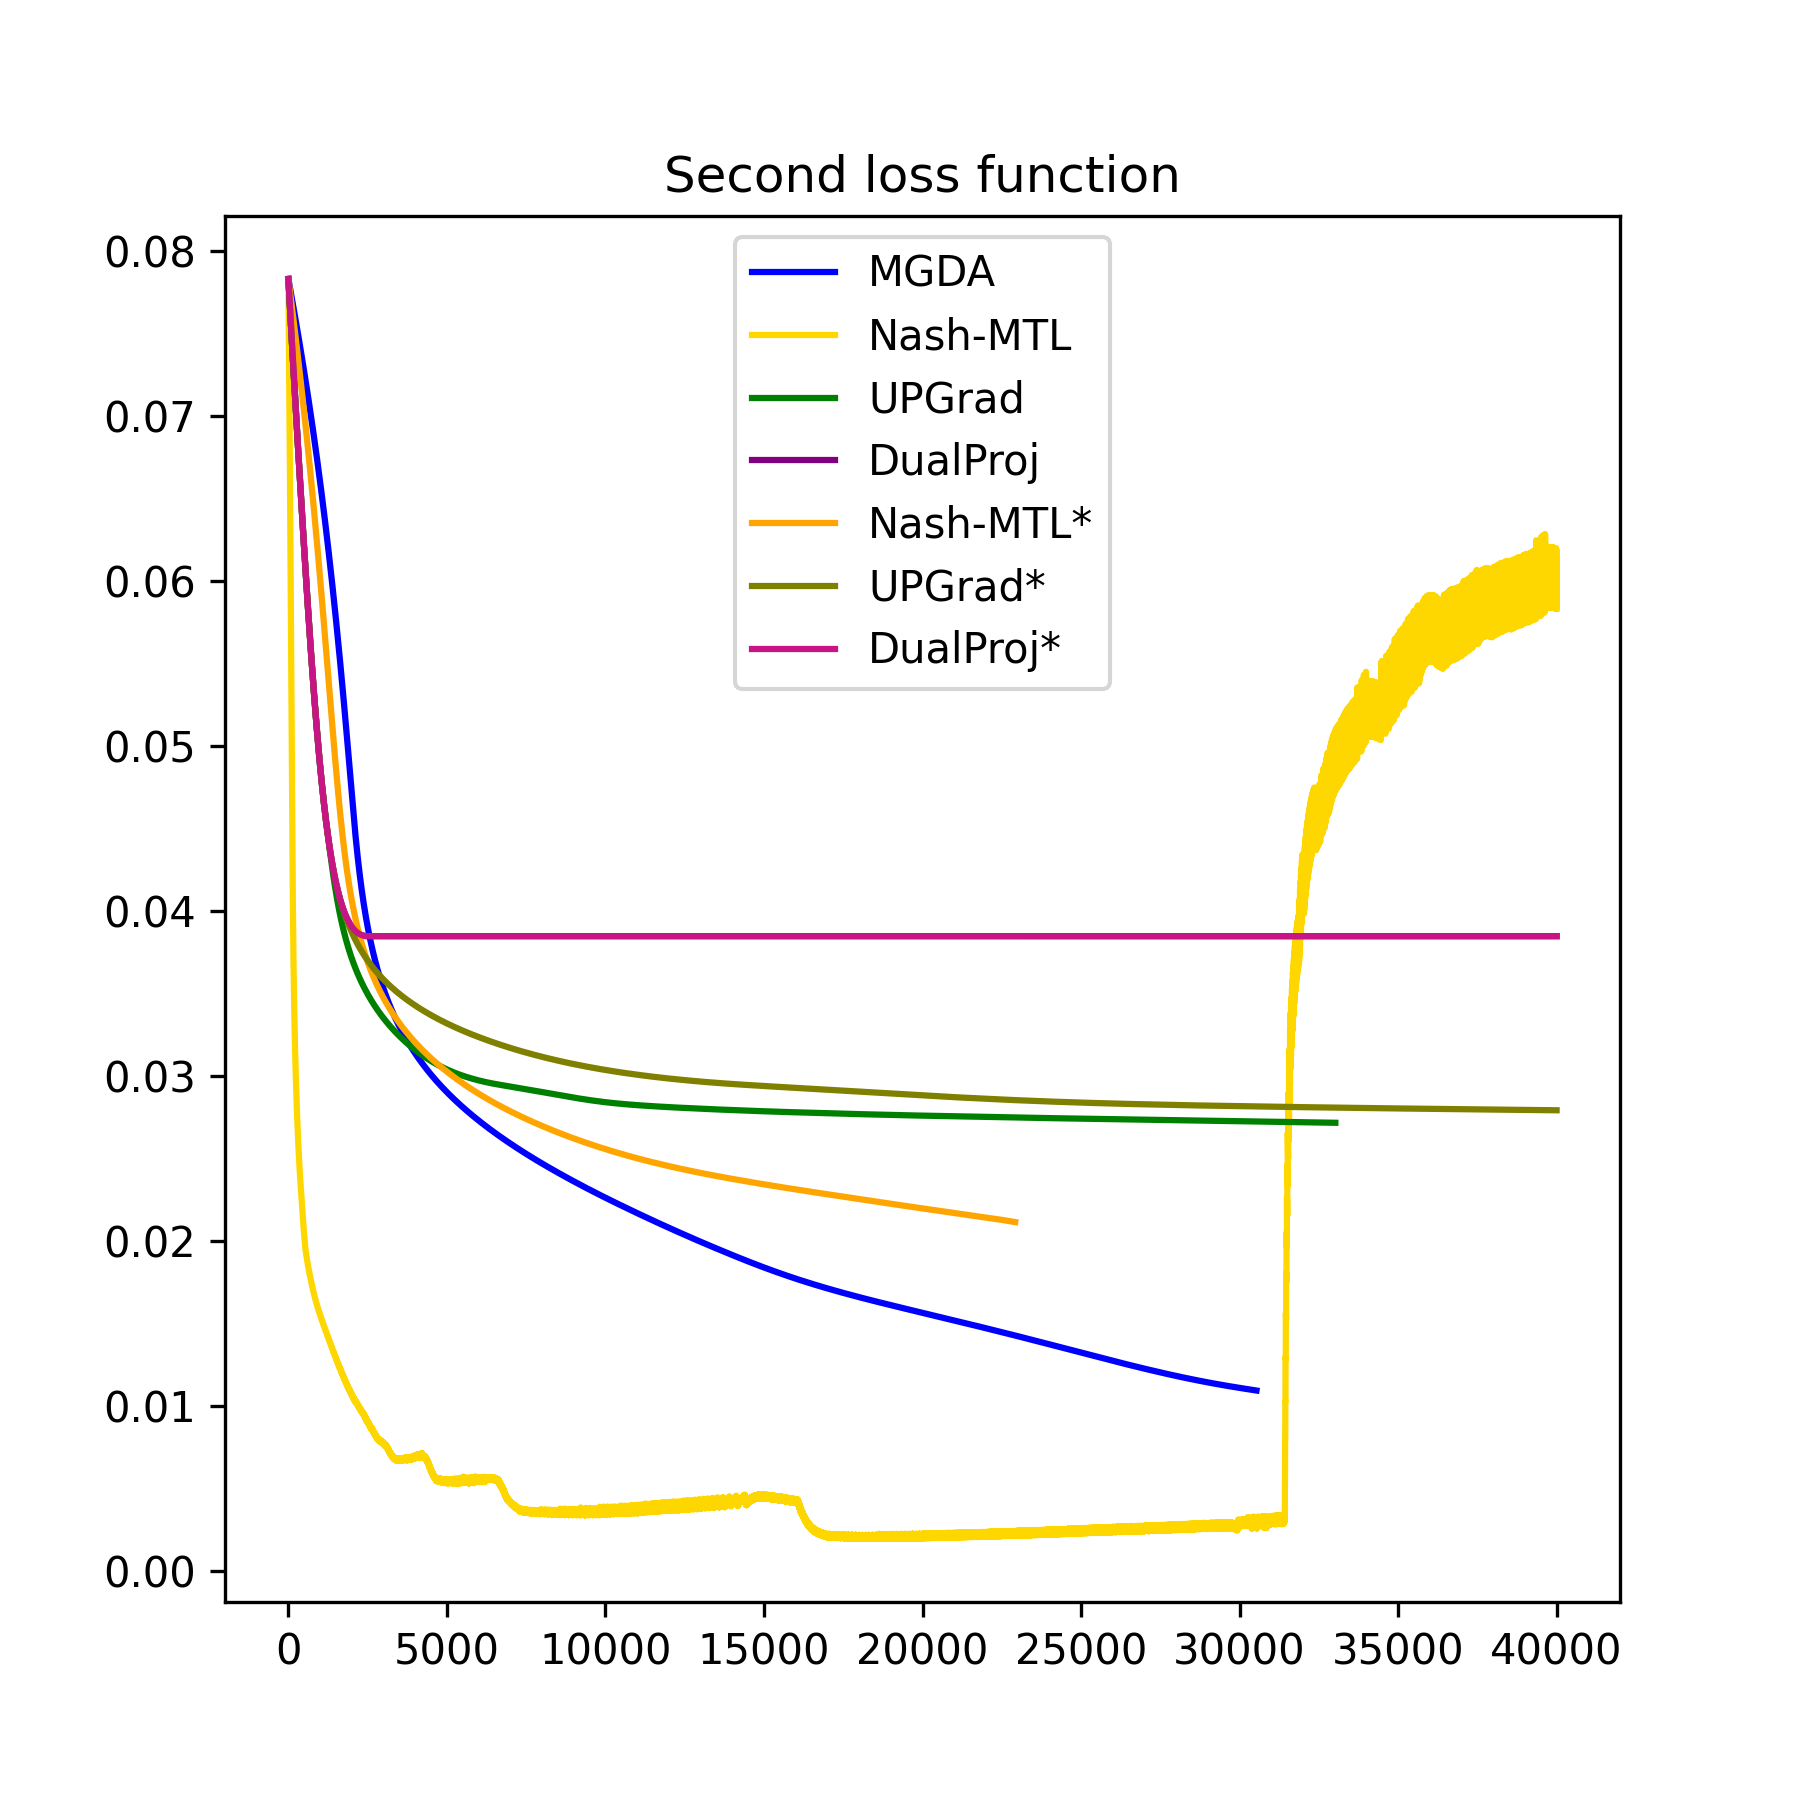 Second loss function
0.08
0.07
0.06
0.05
0.04
0.03
0.02
0.01
0.00
MGDA
Nash-MTL
UPGrad
DualProj
Nash-MTL*
UPGrad*
DualProj*
0 5000 10000 15000 20000 25000 30000 35000 40000